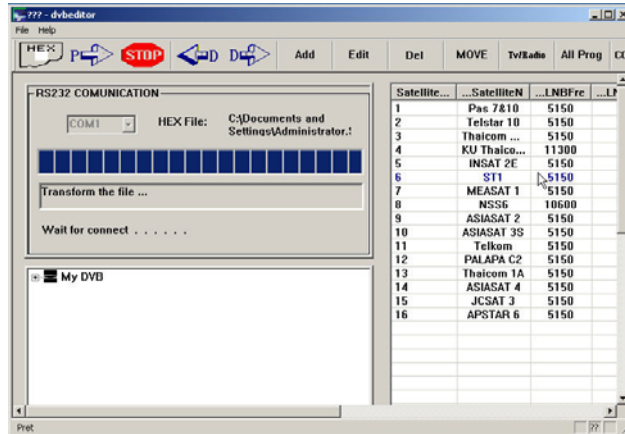 ??? - dvbeditor
File Help
HEX P STOP D D Add Edit Del MOVE Tv/Radio All Prog
RS232 COMUNICATION
COM1 HEX File: C:\Documents and
Settings\Administrator.!
Transform the file ...
Wait for connect . . . . . .
My DVB
Satellite... ...SatelliteN ...LNBFre ...LN
1 Pas 7&10 5150
2 Telstar 10 5150
3 Thaicom ... 5150
4 KU Thaico... 11300
5 INSAT 2E 5150
6 ST1 5150
7 MEASAT 1 5150
8 NSS6 10600
9 ASIASAT 2 5150
10 ASIASAT 3S 5150
11 Telkom 5150
12 PALAPA C2 5150
13 Thaicom 1A 5150
14 ASIASAT 4 5150
15 JCSAT 3 5150
16 APSTAR 6 5150
Pret ??